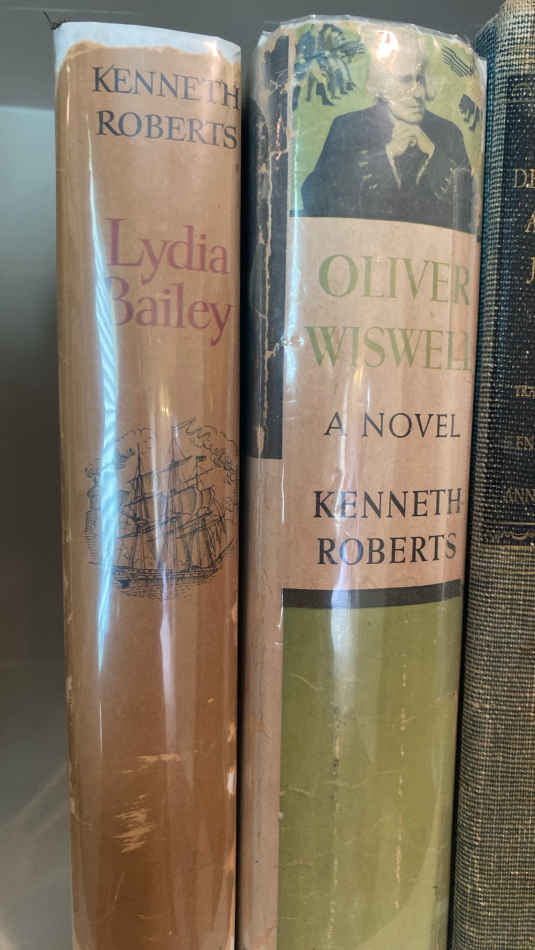 KENNETH
ROBERTS
Lydia
Bailey
OLIVER
WISWELL
A NOVEL
KENNETH
ROBERTS